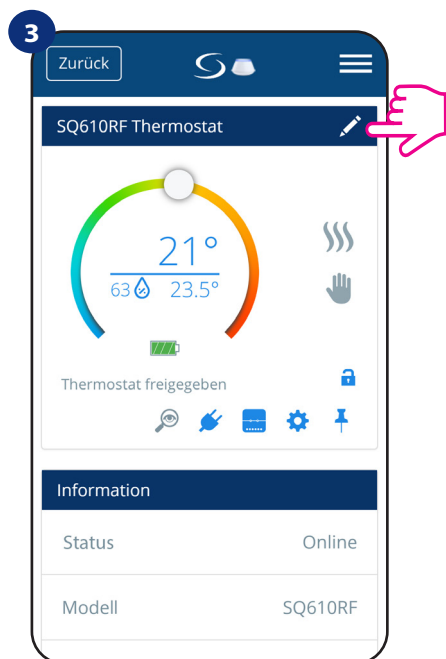 3
Zurück
SQ610RF Thermostat
21°
63 23.5°
Thermostat freigegeben
Information
Status Online
Modell SQ610RF